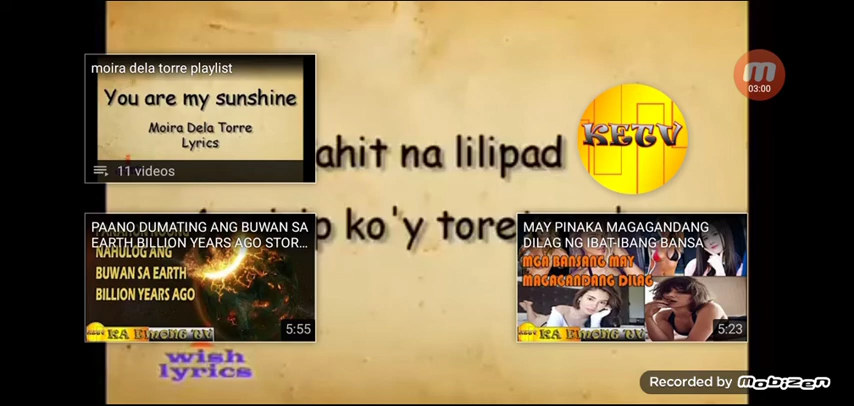 moira dela torre playlist
You are my sunshine
Moira Dela Torre
Lyrics
11 videos
ahit na lilipad
KETV
03:00
ko'y
PAANO DUMATING ANG BUWAN SA
EARTH BILLION YEARS AGO STOR...
NAHULOG ANG
BUWAN SA EARTH
BILLION YEARS AGO
KETV
5:55
MAY PINAKA MAGAGANDANG
DILAG NG IBAT-IBANG BANSA
MGA BANSANG MAY
MAGAGANDANG DILAG
KETV
5:23
wish
lyrics
Recorded by Mobizen